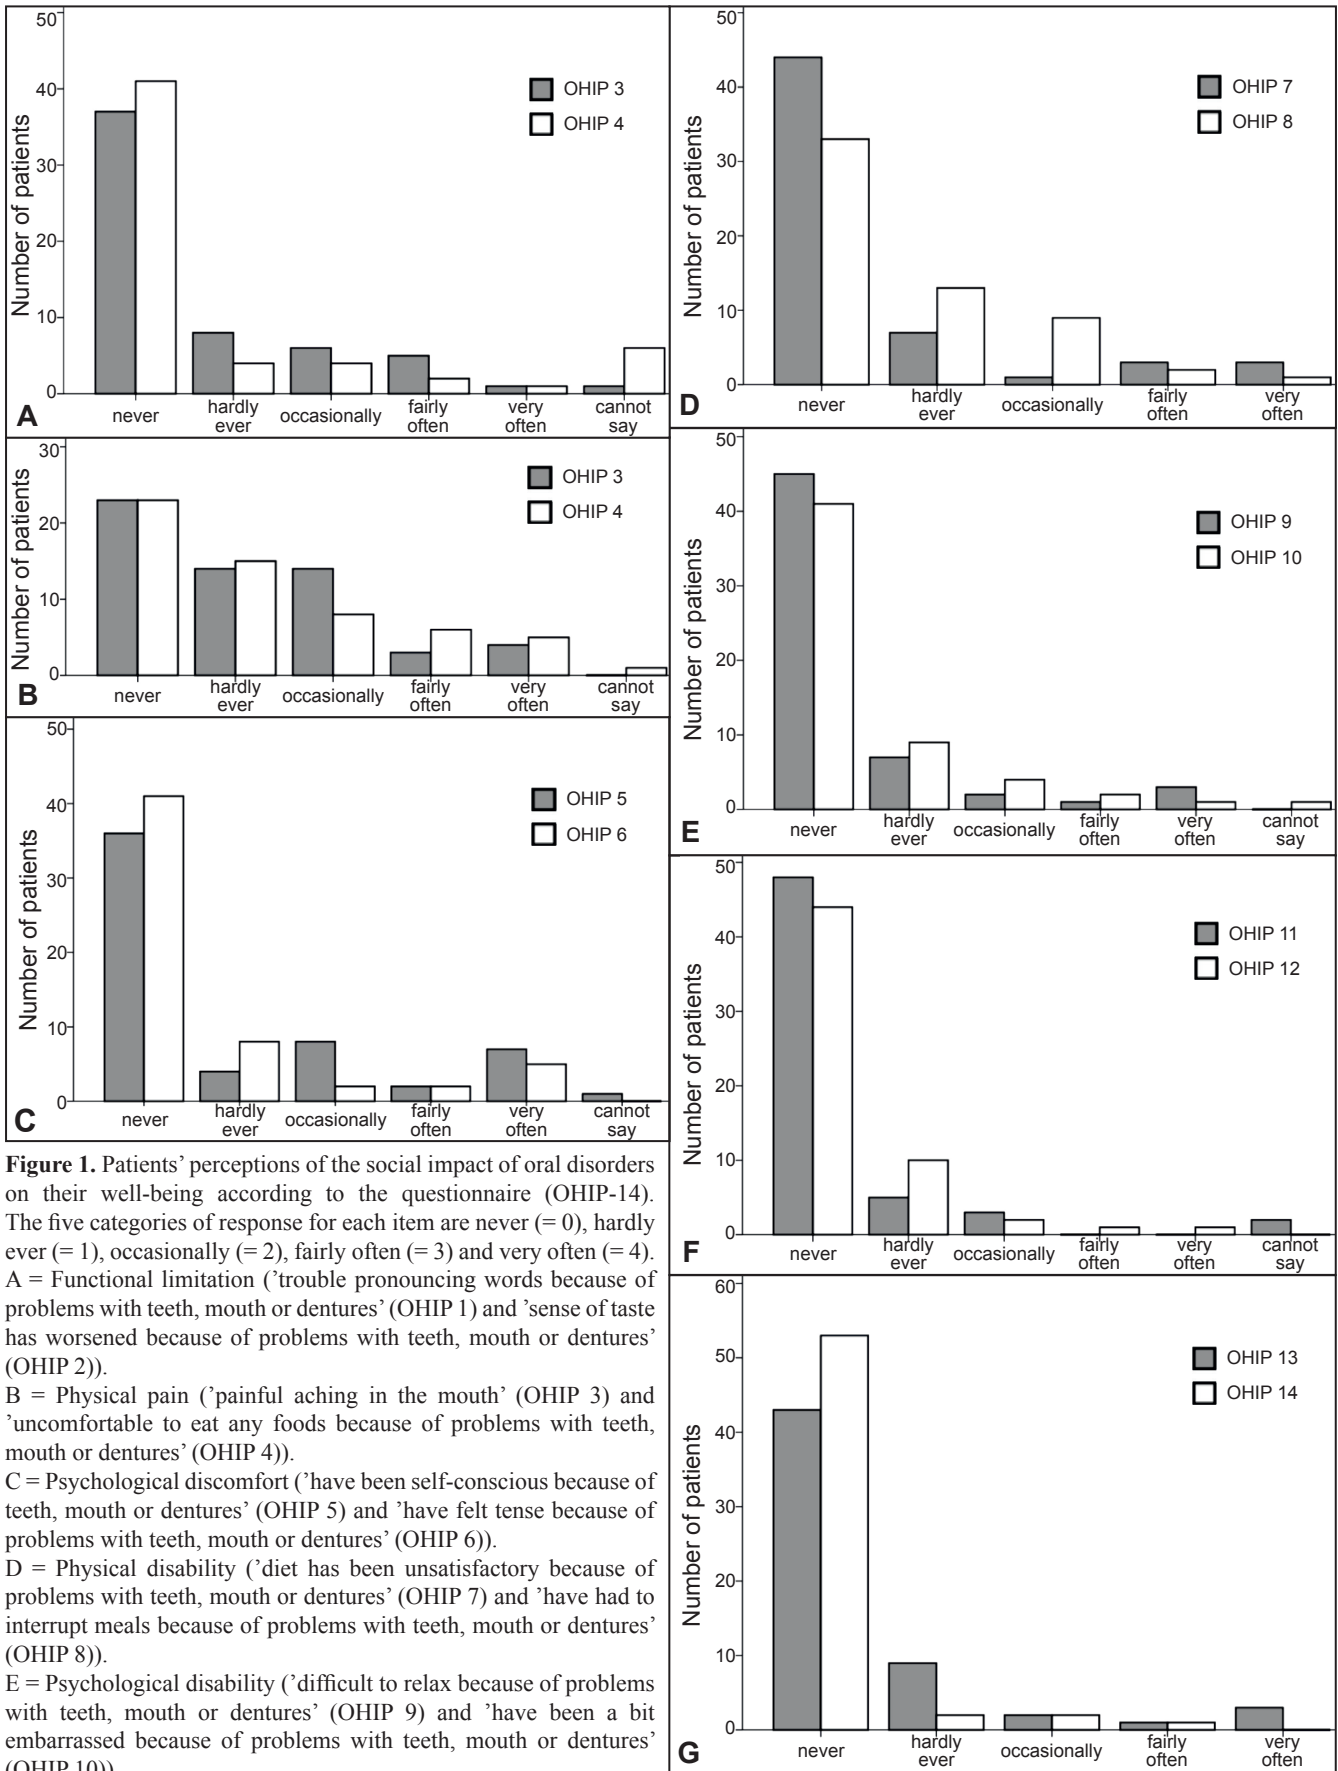 50
40
30
20
10
0
Number of patients
OHIP 3
OHIP 4
never
hardly ever
occasionally
fairly often
very often
cannot say
A
30
20
10
0
Number of patients
OHIP 3
OHIP 4
never
hardly ever
occasionally
fairly often
very often
cannot say
B
50
40
30
20
10
0
Number of patients
OHIP 5
OHIP 6
never
hardly ever
occasionally
fairly often
very often
cannot say
C
Figure 1. Patients’ perceptions of the social impact of oral disorders
on their well-being according to the questionnaire (OHIP-14).
The five categories of response for each item are never (= 0), hardly
ever (= 1), occasionally (= 2), fairly often (= 3) and very often (= 4).
A = Functional limitation (’trouble pronouncing words because of
problems with teeth, mouth or dentures’ (OHIP 1) and ’sense of taste
has worsened because of problems with teeth, mouth or dentures’
(OHIP 2)).
B = Physical pain (’painful aching in the mouth’ (OHIP 3) and
’uncomfortable to eat any foods because of problems with teeth,
mouth or dentures’ (OHIP 4)).
C = Psychological discomfort (’have been self-conscious because of
teeth, mouth or dentures’ (OHIP 5) and ’have felt tense because of
problems with teeth, mouth or dentures’ (OHIP 6)).
D = Physical disability (’diet has been unsatisfactory because of
problems with teeth, mouth or dentures’ (OHIP 7) and ’have had to
interrupt meals because of problems with teeth, mouth or dentures’
(OHIP 8)).
E = Psychological disability (’difficult to relax because of problems
with teeth, mouth or dentures’ (OHIP 9) and ’have been a bit
embarrassed because of problems with teeth, mouth or dentures’
(OHIP 10)).
50
40
30
20
10
0
Number of patients
OHIP 7
OHIP 8
never
hardly ever
occasionally
fairly often
very often
D
50
40
30
20
10
0
Number of patients
OHIP 9
OHIP 10
never
hardly ever
occasionally
fairly often
very often
cannot say
E
50
40
30
20
10
0
Number of patients
OHIP 11
OHIP 12
never
hardly ever
occasionally
fairly often
very often
cannot say
F
60
50
40
30
20
10
0
Number of patients
OHIP 13
OHIP 14
never
hardly ever
occasionally
fairly often
very often
G